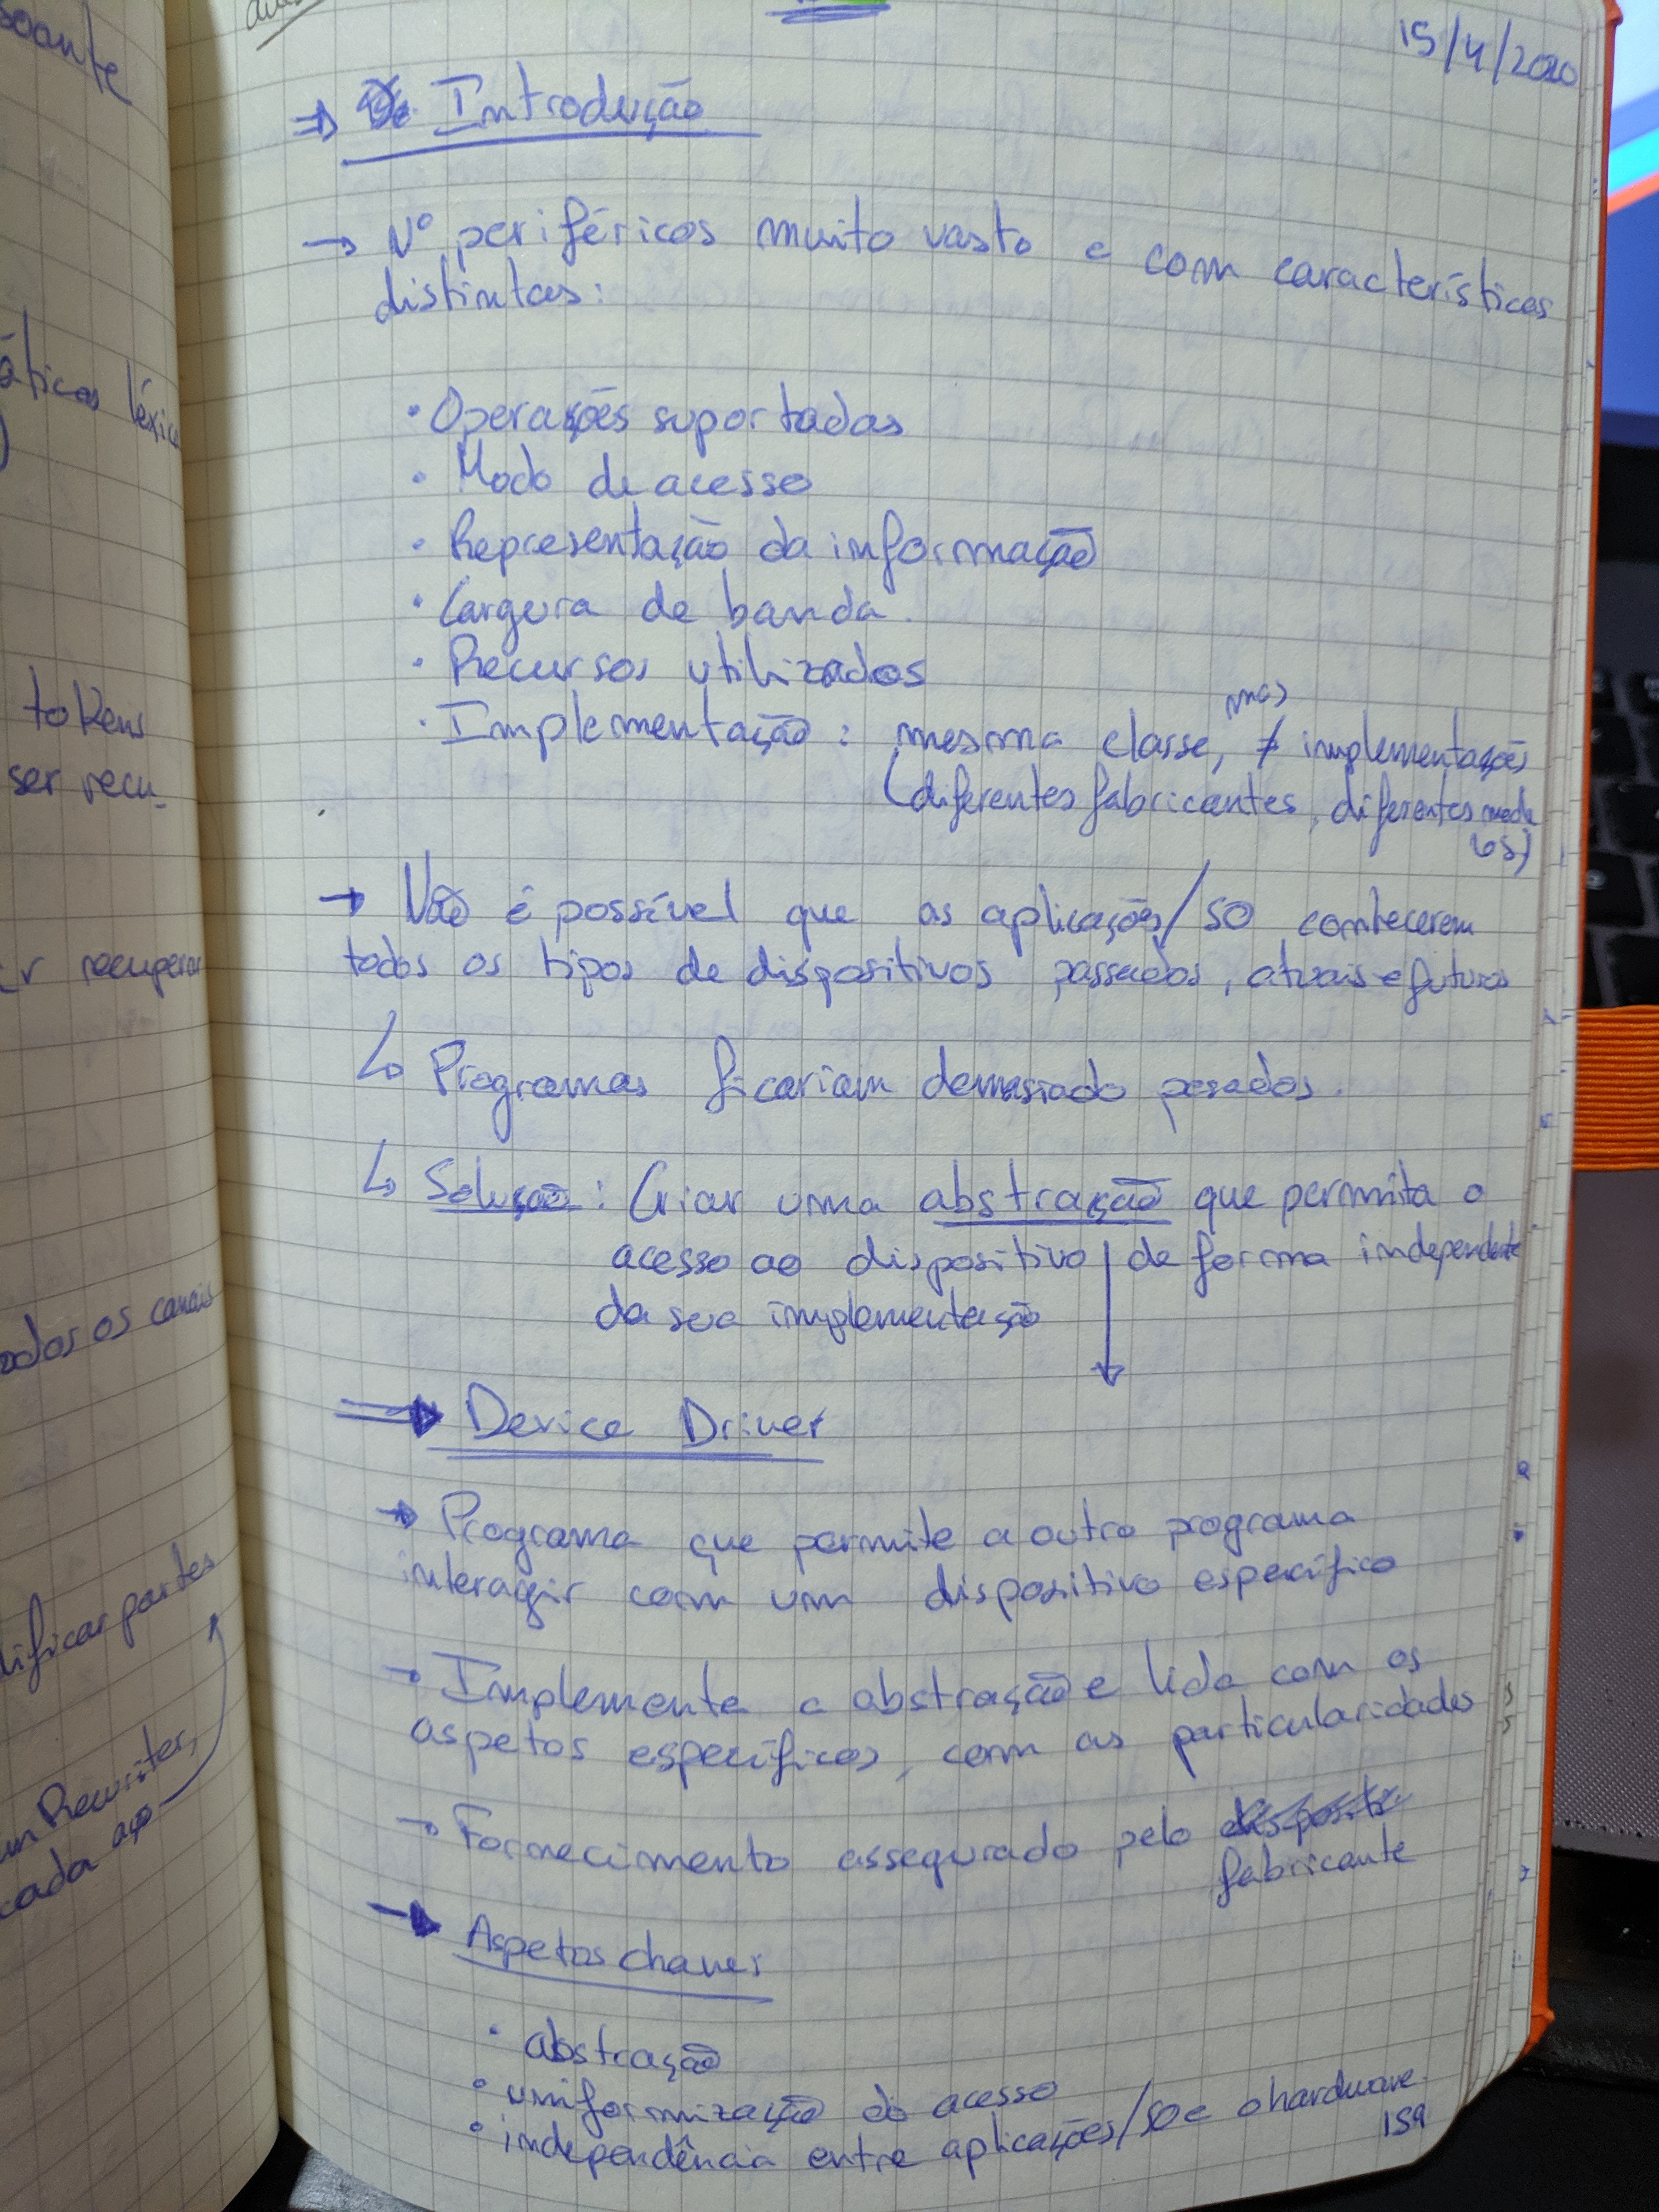 15/4/2020
⇒ Introdução
→ Nº periféricos muito vasto e com características
distintas:
· Operações suportadas
· Modo de acesso
· Representação da informação
· Largura de banda.
· Recursos utilizados
mas
· Implementação: mesma classe, ≠ implementações
(diferentes fabricantes, diferentes mode
los)
→ Não é possível que as aplicações/SO conhecerem
todos os tipos de dispositivos passados, atuais e futuros
↳ Programas ficariam demasiado pesados.
↳ Solução: Criar uma abstração que permita o
acesso ao dispositivo de forma independente
da sua implementação
⇒ Device Driver
→ Programa que permite a outro programa
interagir com um dispositivo específico
→ Implementa a abstração e lida com os
aspetos específicos, com as particularidades
→ Fornecimento assegurado pelo
fabricante
→ Aspetos chaves
· abstração
· uniformização do acesso
· independência entre aplicações/SO e o hardware.
159
soante
áticas léxica
)
tokens
ser recu-
er recuperar
os canais
ificar partes
Rewriter,
cada ação